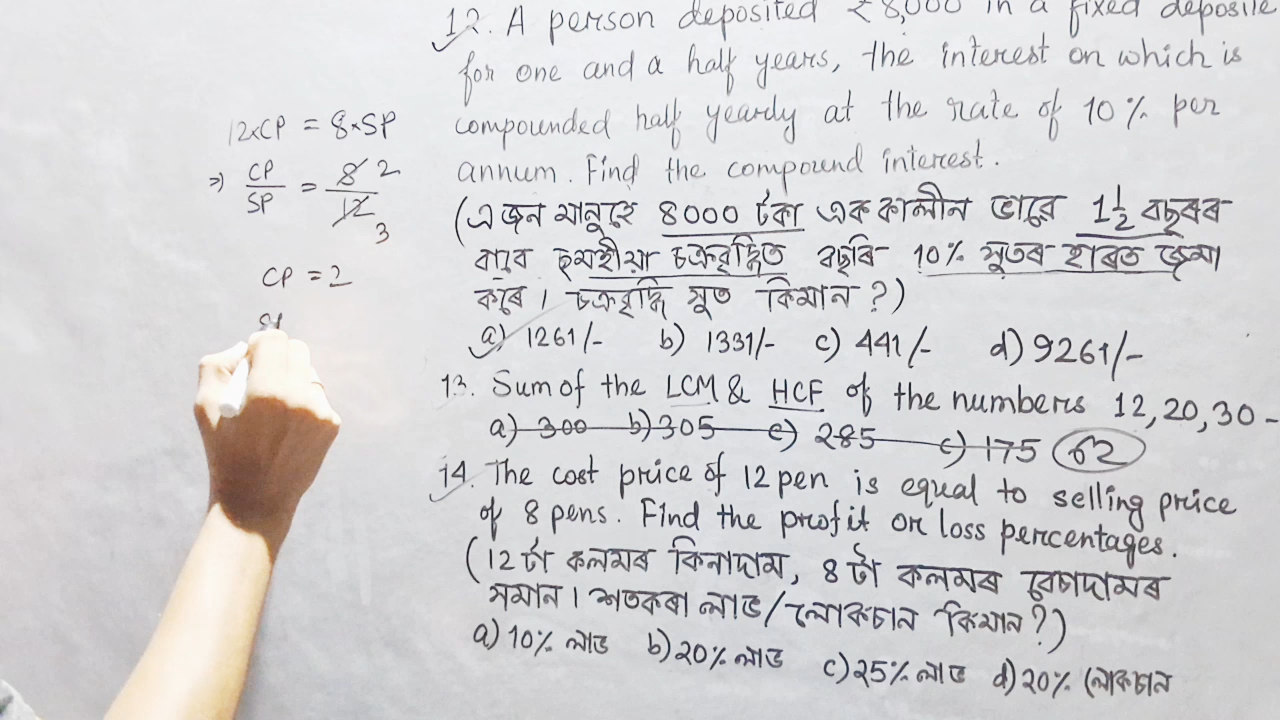 12. A person deposited ₹8,000 in a fixed deposite
for one and a half years, the interest on which is
compounded half yearly at the rate of 10% per
annum. Find the compound interest.
(এজন মানুহে 8000 টকা এককালীন ভাৱে 1½ বছৰৰ
বাবে ছমহীয়া চক্ৰবৃদ্ধিত বছৰি 10% সুতৰ হাৰত জমা
কৰে। চক্ৰবৃদ্ধি সুত কিমান?)
a) 1261/- b) 1331/- c) 441/- d) 9261/-
13. Sum of the LCM & HCF of the numbers 12, 20, 30 -
a) 300 b) 305 c) 285 c) 175 62
14. The cost price of 12 pen is equal to selling price
of 8 pens. Find the profit or loss percentages.
(12 টা কলমৰ কিনাদাম, 8 টা কলমৰ বেচাদামৰ
সমান। শতকৰা লাভ/লোকচান কিমান?)
a) 10% লাভ b) 20% লাভ c) 25% লাভ d) 20% লোকচান
12×CP = 8×SP
⇒ CP/SP = 8/12 2
3
CP = 2